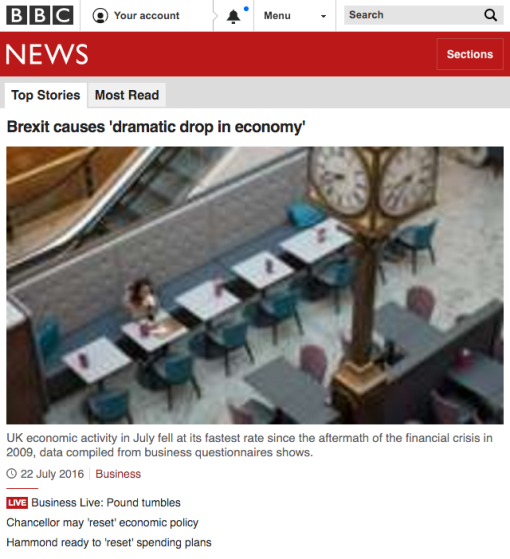 BBC Your account Menu Search
NEWS Sections
Top Stories Most Read
Brexit causes 'dramatic drop in economy'
UK economic activity in July fell at its fastest rate since the aftermath of the financial crisis in
2009, data compiled from business questionnaires shows.
22 July 2016 Business
LIVE Business Live: Pound tumbles
Chancellor may 'reset' economic policy
Hammond ready to 'reset' spending plans